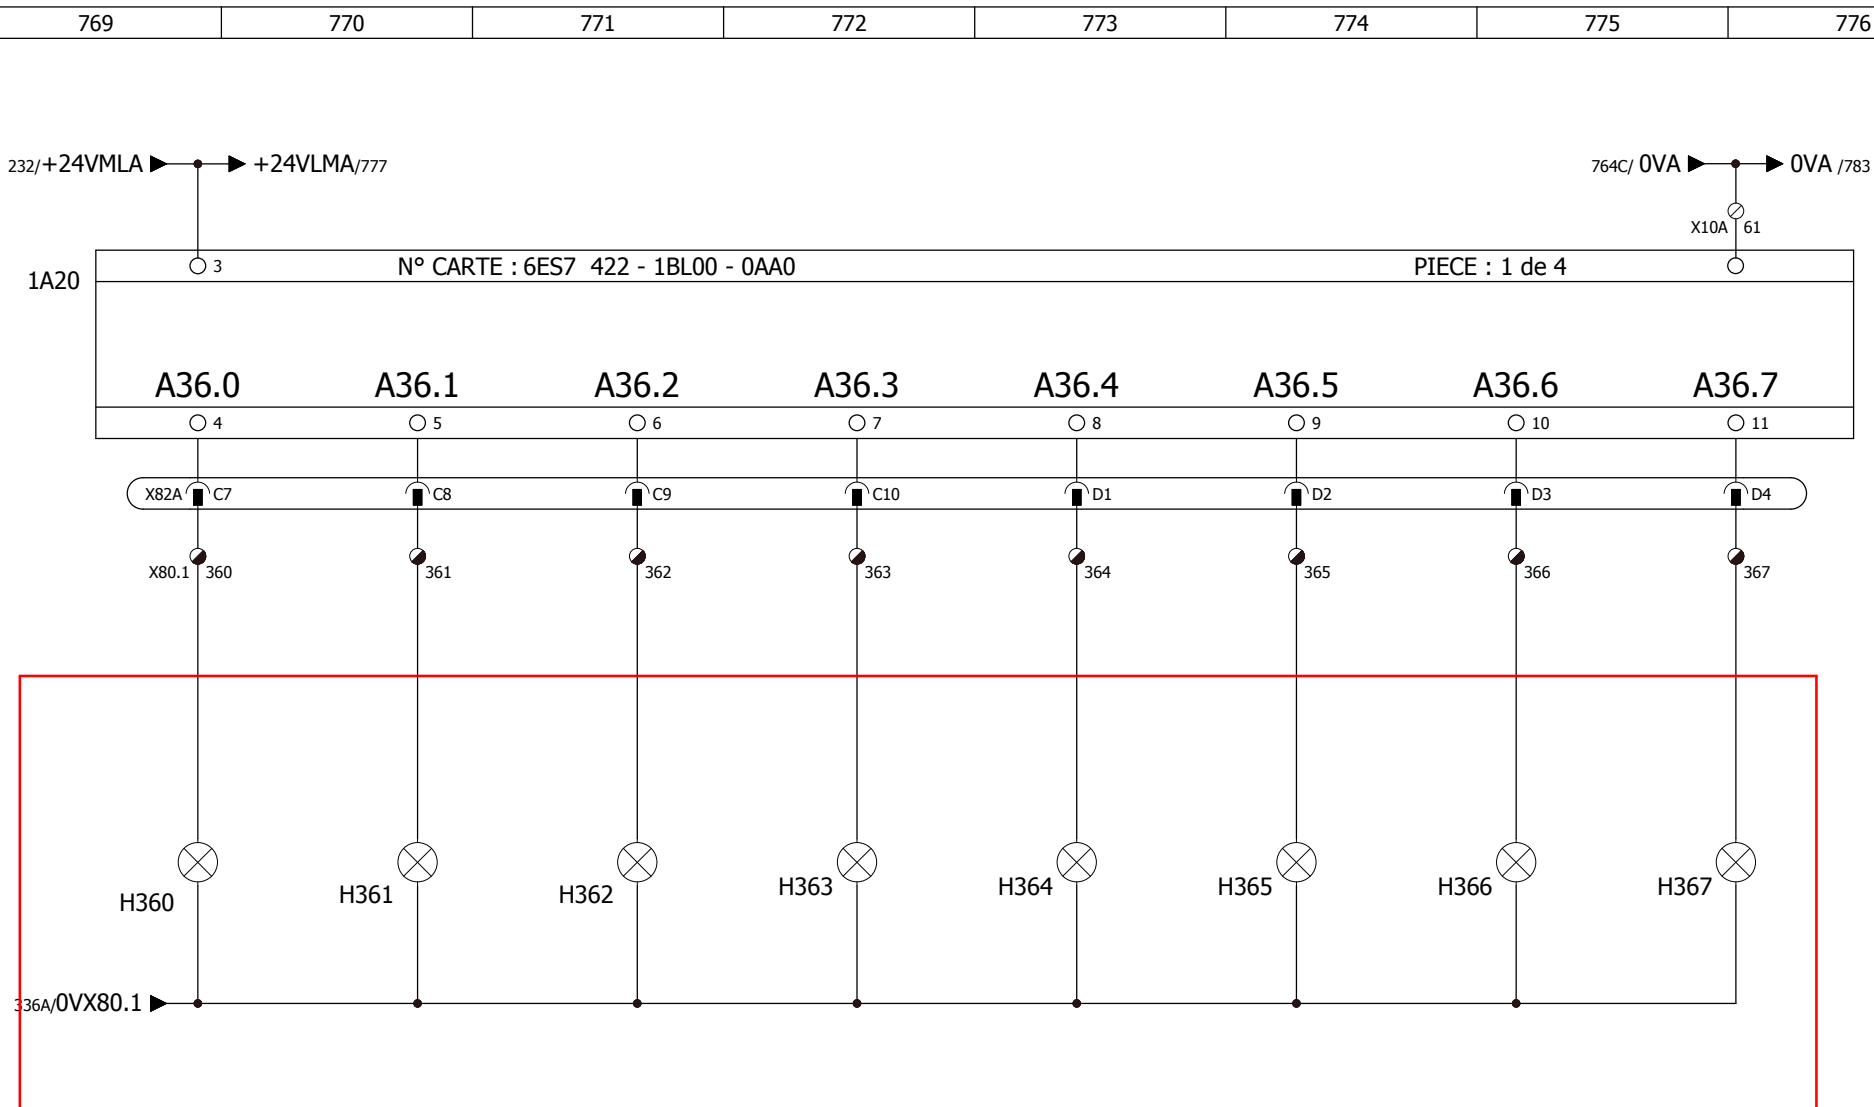 769 770 771 772 773 774 775 776
232/+24VMLA +24VLMA/777 764C/ 0VA 0VA /783
X10A 61
1A20 3 N° CARTE : 6ES7 422 - 1BL00 - 0AA0 PIECE : 1 de 4
A36.0 A36.1 A36.2 A36.3 A36.4 A36.5 A36.6 A36.7
4 5 6 7 8 9 10 11
X82A C7 C8 C9 C10 D1 D2 D3 D4
X80.1 360 361 362 363 364 365 366 367
H360 H361 H362 H363 H364 H365 H366 H367
336A/0VX80.1